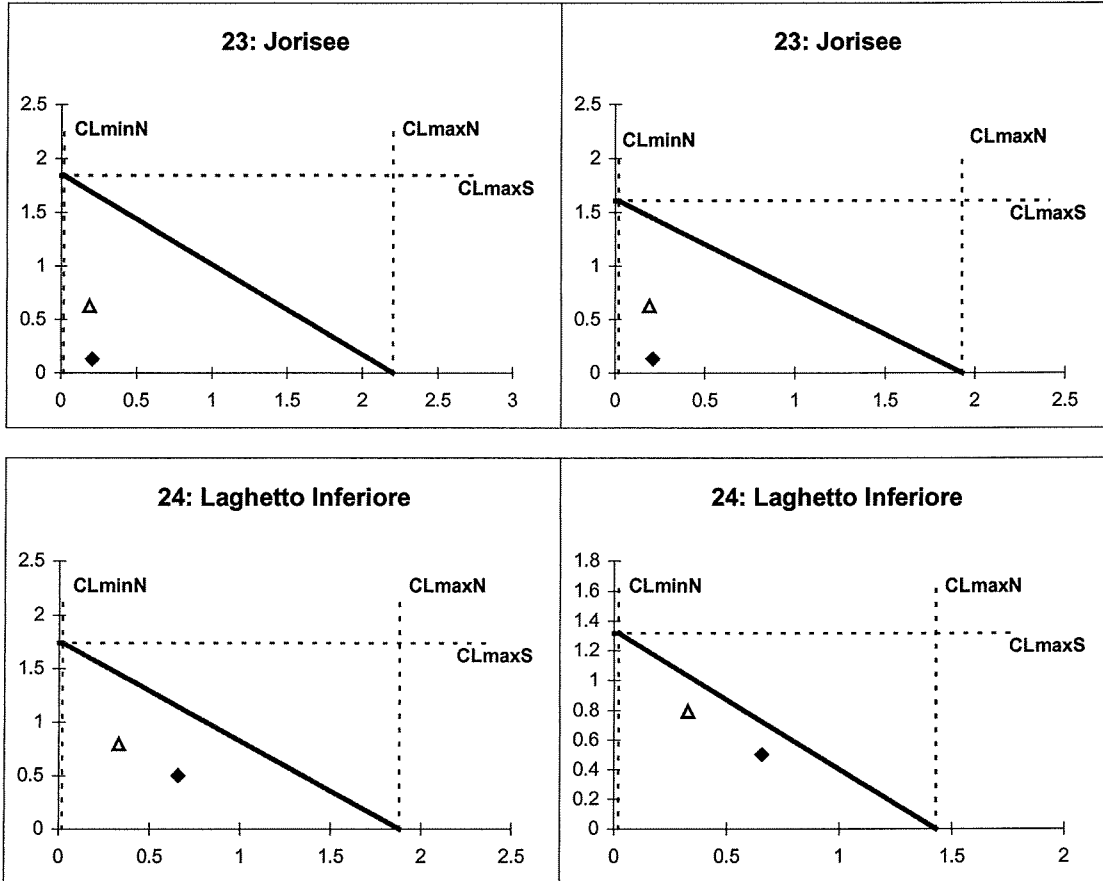 23: Jorisee
2.5
CLminN
CLmaxN
2
CLmaxS
1.5
1
0.5
0
0 0.5 1 1.5 2 2.5 3
23: Jorisee
2.5
CLminN
CLmaxN
2
CLmaxS
1.5
1
0.5
0
0 0.5 1 1.5 2 2.5
24: Laghetto Inferiore
2.5
CLminN
CLmaxN
2
CLmaxS
1.5
1
0.5
0
0 0.5 1 1.5 2 2.5
24: Laghetto Inferiore
1.8
CLminN
CLmaxN
1.6
1.4
CLmaxS
1.2
1
0.8
0.6
0.4
0.2
0
0 0.5 1 1.5 2